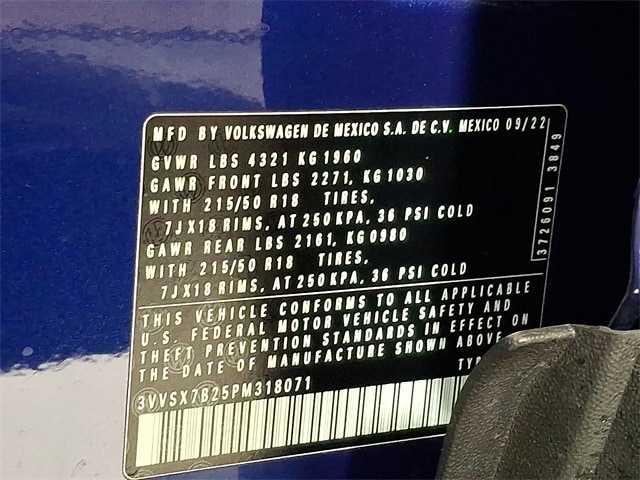 MFD BY VOLKSWAGEN DE MEXICO S.A. DE C.V. MEXICO 09/22
GVWR LBS 4321 KG 1960
GAWR FRONT LBS 2271, KG 1030
WITH 215/50 R18 TIRES,
7JX18 RIMS, AT 250 KPA, 36 PSI COLD
GAWR REAR LBS 2161, KG 0980
WITH 215/50 R18 TIRES,
7JX18 RIMS, AT 250 KPA, 36 PSI COLD
3726091 3849
THIS VEHICLE CONFORMS TO ALL APPLICABLE
U.S. FEDERAL MOTOR VEHICLE SAFETY AND
THEFT PREVENTION STANDARDS IN EFFECT ON
THE DATE OF MANUFACTURE SHOWN ABOVE
TYP
3VVSX7B25PM318071